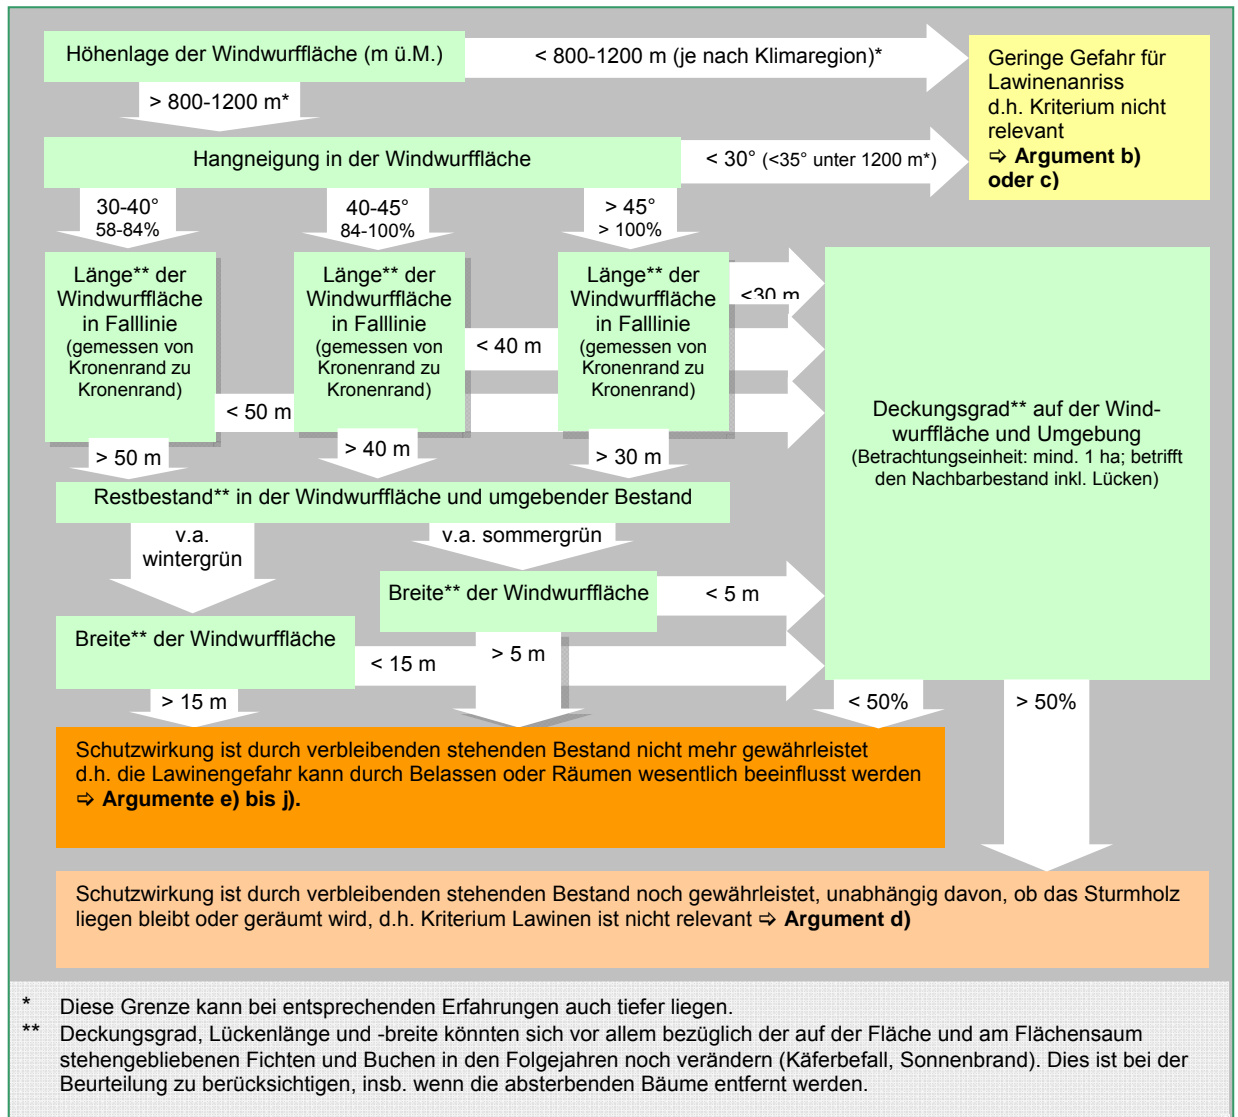 Höhenlage der Windwurffläche (m ü.M.)
< 800-1200 m (je nach Klimaregion)*
Geringe Gefahr für
Lawinenanriss
d.h. Kriterium nicht
relevant
⇨ Argument b)
oder c)
> 800-1200 m*
Hangneigung in der Windwurffläche
< 30° (<35° unter 1200 m*)
30-40°
58-84%
40-45°
84-100%
> 45°
> 100%
Länge** der
Windwurffläche
in Falllinie
(gemessen von
Kronenrand zu
Kronenrand)
Länge** der
Windwurffläche
in Falllinie
(gemessen von
Kronenrand zu
Kronenrand)
Länge** der
Windwurffläche
in Falllinie
(gemessen von
Kronenrand zu
Kronenrand)
<30 m
< 40 m
< 50 m
Deckungsgrad** auf der Wind-
wurffläche und Umgebung
(Betrachtungseinheit: mind. 1 ha; betrifft
den Nachbarbestand inkl. Lücken)
> 50 m
> 40 m
> 30 m
Restbestand** in der Windwurffläche und umgebender Bestand
v.a.
wintergrün
v.a. sommergrün
Breite** der Windwurffläche
< 5 m
Breite** der Windwurffläche
< 15 m
> 5 m
> 15 m
< 50%
> 50%
Schutzwirkung ist durch verbleibenden stehenden Bestand nicht mehr gewährleistet
d.h. die Lawinengefahr kann durch Belassen oder Räumen wesentlich beeinflusst werden
⇨ Argumente e) bis j).
Schutzwirkung ist durch verbleibenden stehenden Bestand noch gewährleistet, unabhängig davon, ob das Sturmholz
liegen bleibt oder geräumt wird, d.h. Kriterium Lawinen ist nicht relevant ⇨ Argument d)
* Diese Grenze kann bei entsprechenden Erfahrungen auch tiefer liegen.
** Deckungsgrad, Lückenlänge und -breite könnten sich vor allem bezüglich der auf der Fläche und am Flächensaum
stehengebliebenen Fichten und Buchen in den Folgejahren noch verändern (Käferbefall, Sonnenbrand). Dies ist bei der
Beurteilung zu berücksichtigen, insb. wenn die absterbenden Bäume entfernt werden.